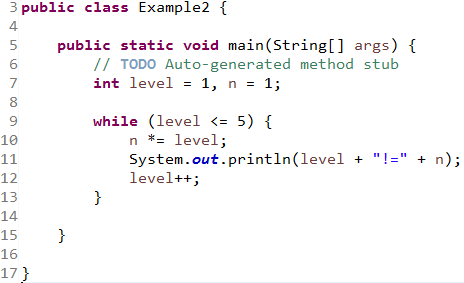 3 public class Example2 {
4
5     public static void main(String[] args) {
6         // TODO Auto-generated method stub
7         int level = 1, n = 1;
8
9         while (level <= 5) {
10             n *= level;
11             System.out.println(level + "!=" + n);
12             level++;
13         }
14
15     }
16
17 }